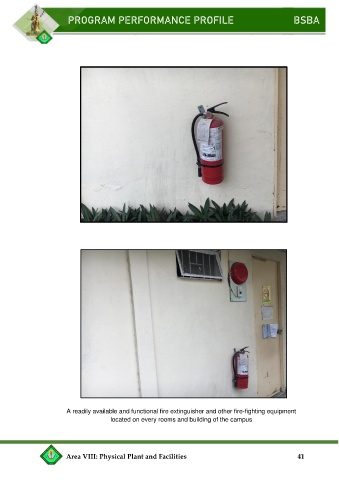 PROGRAM PERFORMANCE PROFILE BSBA
A readily available and functional fire extinguisher and other fire-fighting equipment
located on every rooms and building of the campus
Area VIII: Physical Plant and Facilities 41